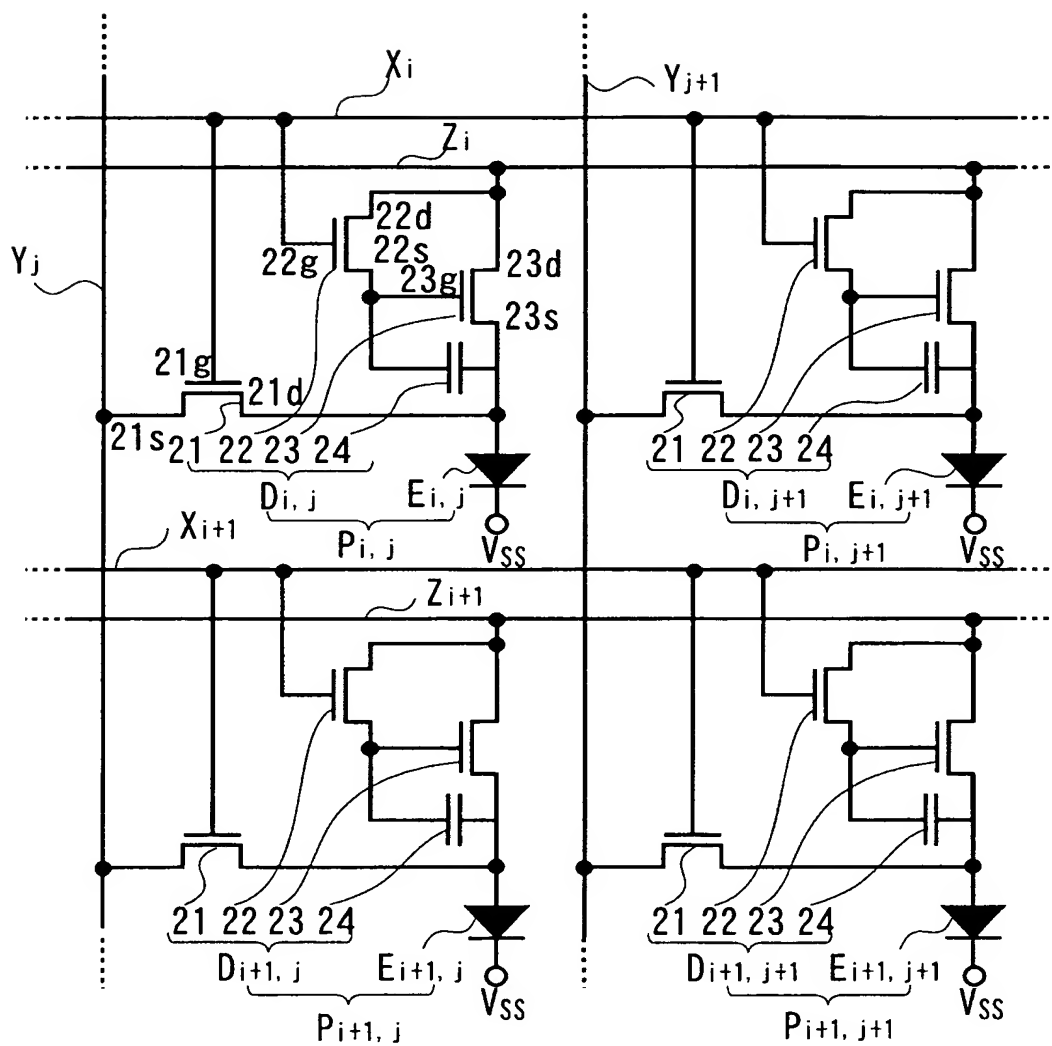 Xi
Yj+1
Zi
22d
22s
22g
23g
23d
23s
Yj
21g
21d
21s
21 22 23 24
21 22 23 24
Di, j
Ei, j
Di, j+1
Ei, j+1
Pi, j
VSS
Pi, j+1
VSS
Xi+1
Zi+1
21 22 23 24
21 22 23 24
Di+1, j
Ei+1, j
Di+1, j+1
Ei+1, j+1
Pi+1, j
VSS
Pi+1, j+1
VSS